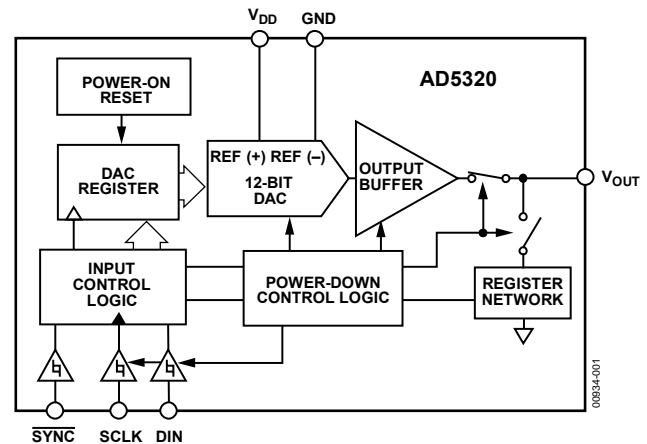 V_DD GND
AD5320
POWER-ON
RESET
DAC
REGISTER
REF (+) REF (–)
12-BIT
DAC
OUTPUT
BUFFER
V_OUT
INPUT
CONTROL
LOGIC
POWER-DOWN
CONTROL LOGIC
REGISTER
NETWORK
S̅Y̅N̅C̅ SCLK DIN
00934-001